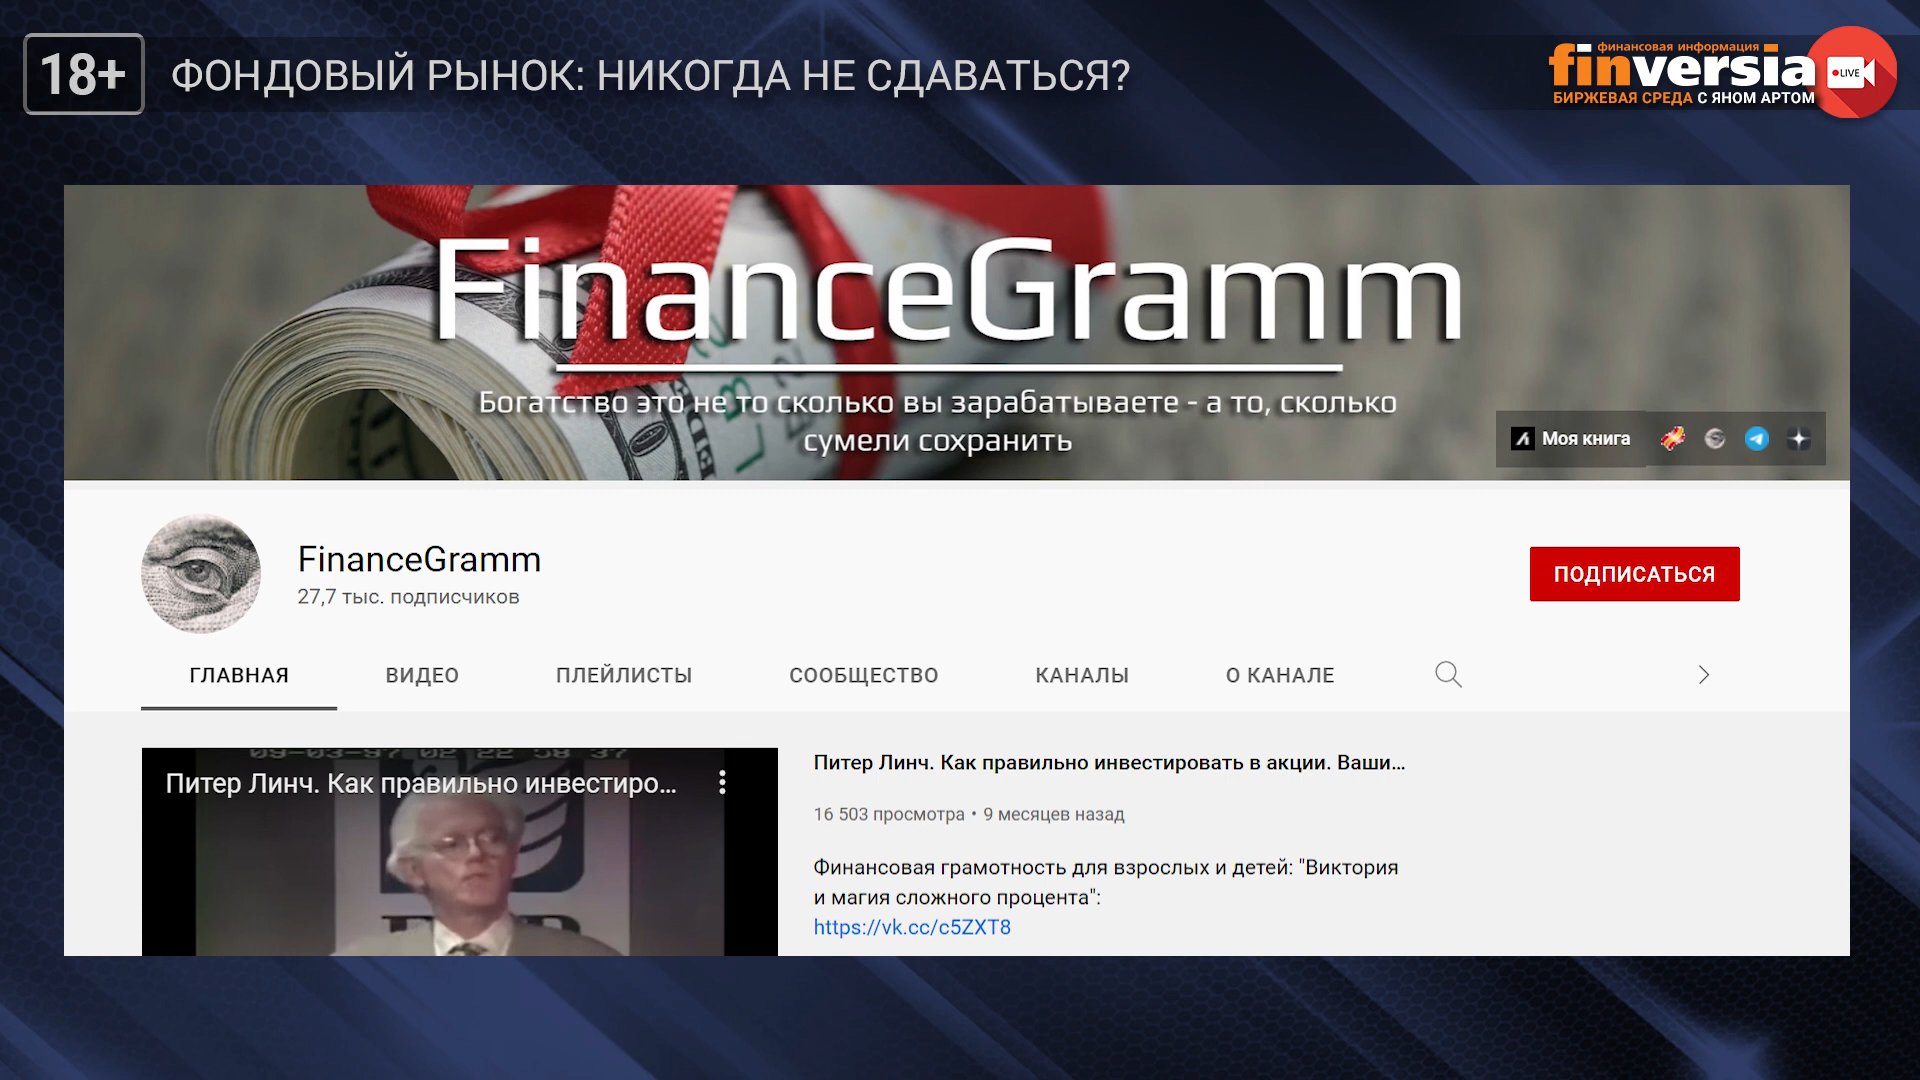 18+
ФОНДОВЫЙ РЫНОК: НИКОГДА НЕ СДАВАТЬСЯ?
финансовая информация
finversia
БИРЖЕВАЯ СРЕДА С ЯНОМ АРТОМ
LIVE
FinanceGramm
Богатство это не то сколько вы зарабатываете - а то, сколько
сумели сохранить
Моя книга
FinanceGramm
27,7 тыс. подписчиков
ПОДПИСАТЬСЯ
ГЛАВНАЯ
ВИДЕО
ПЛЕЙЛИСТЫ
СООБЩЕСТВО
КАНАЛЫ
О КАНАЛЕ
Питер Линч. Как правильно инвестиро...
Питер Линч. Как правильно инвестировать в акции. Ваши...
16 503 просмотра • 9 месяцев назад
Финансовая грамотность для взрослых и детей: "Виктория
и магия сложного процента":
https://vk.cc/c5ZXT8